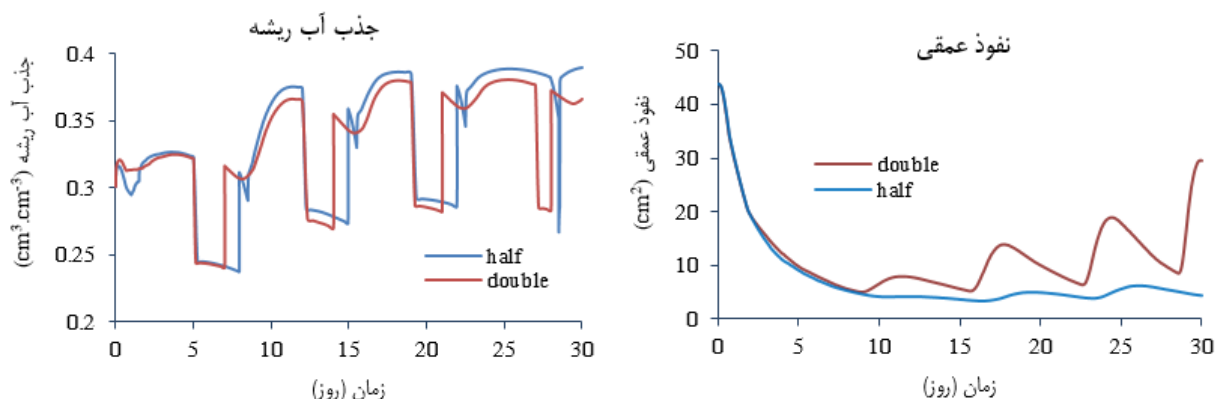 جذب آب ریشه
جذب آب ریشه (cm³.cm⁻³)
0.4
0.35
0.3
0.25
0.2
half
double
0 5 10 15 20 25 30
زمان (روز)
نفوذ عمقی
نفوذ عمقی (cm²)
50
40
30
20
10
0
double
half
0 5 10 15 20 25 30
زمان (روز)